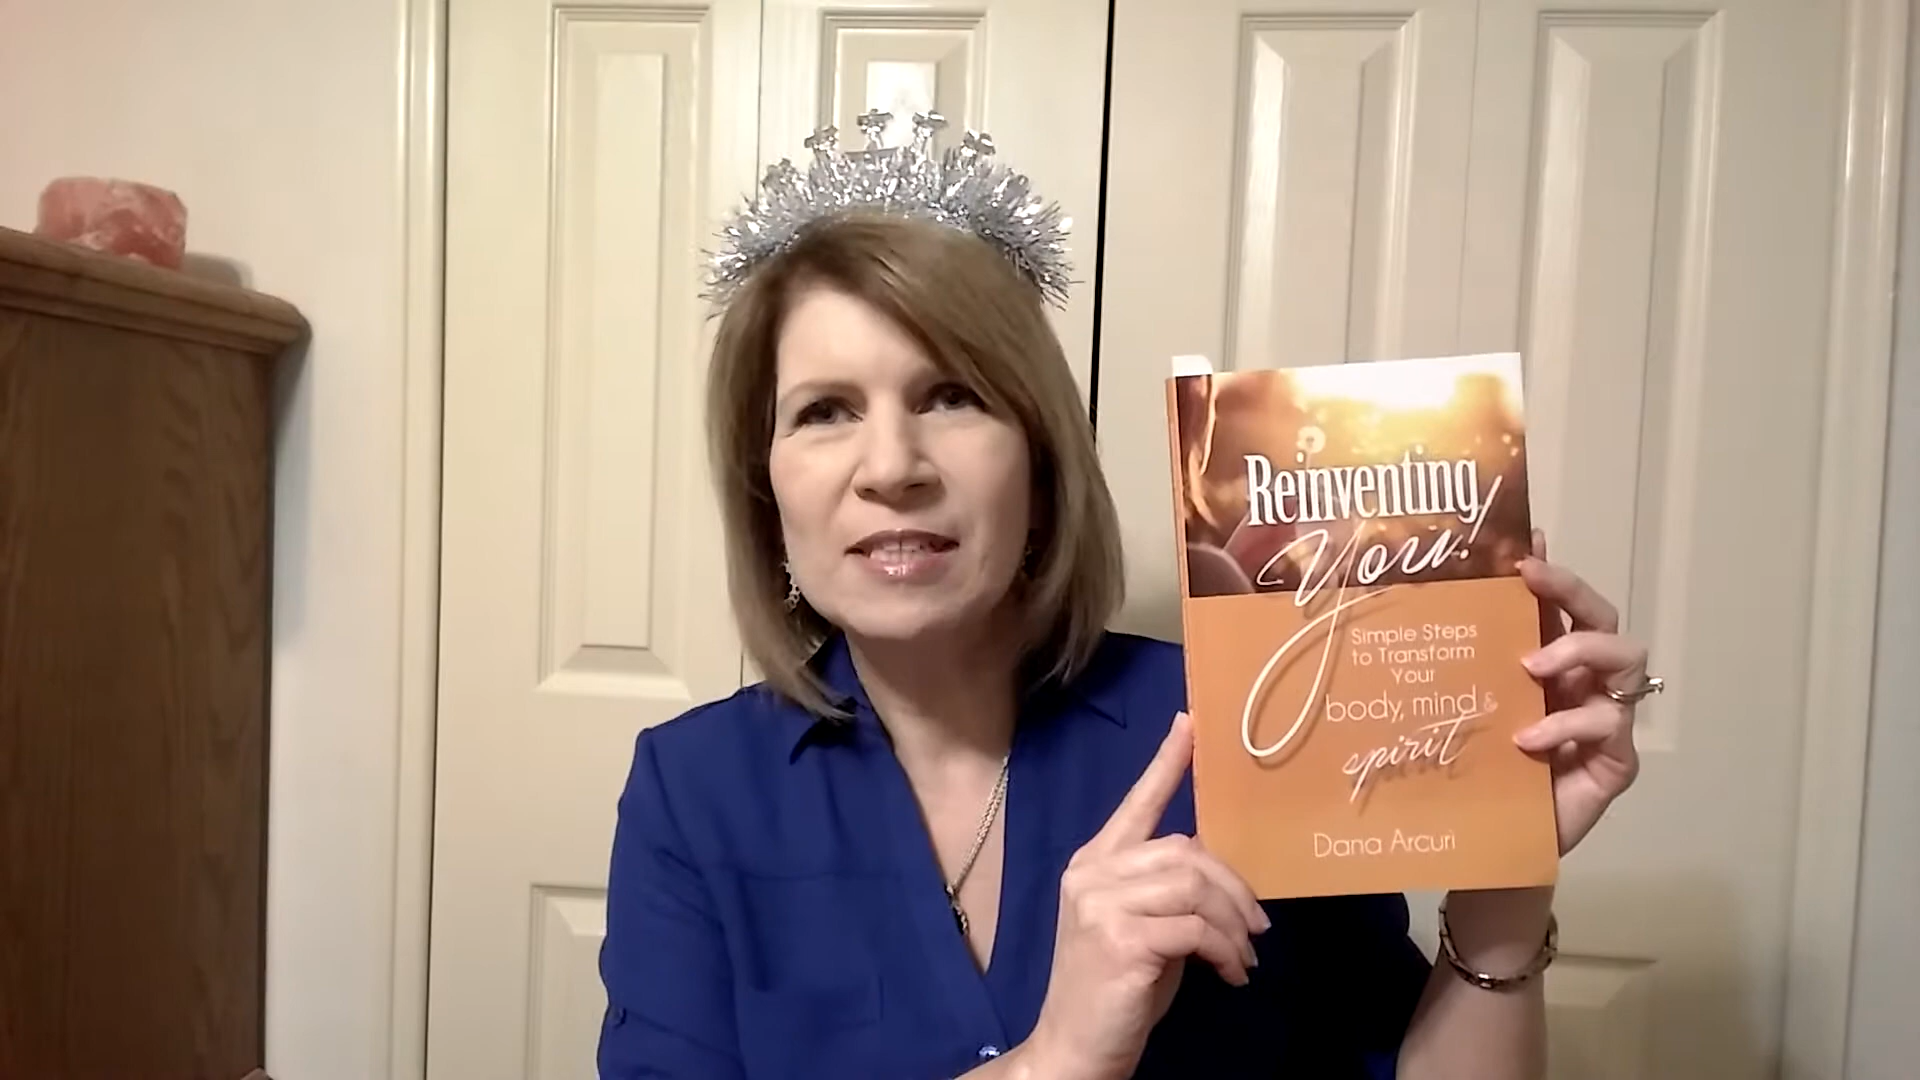 Reinventing
You!
Simple Steps
to Transform
Your
body, mind &
spirit
Dana Arcuri